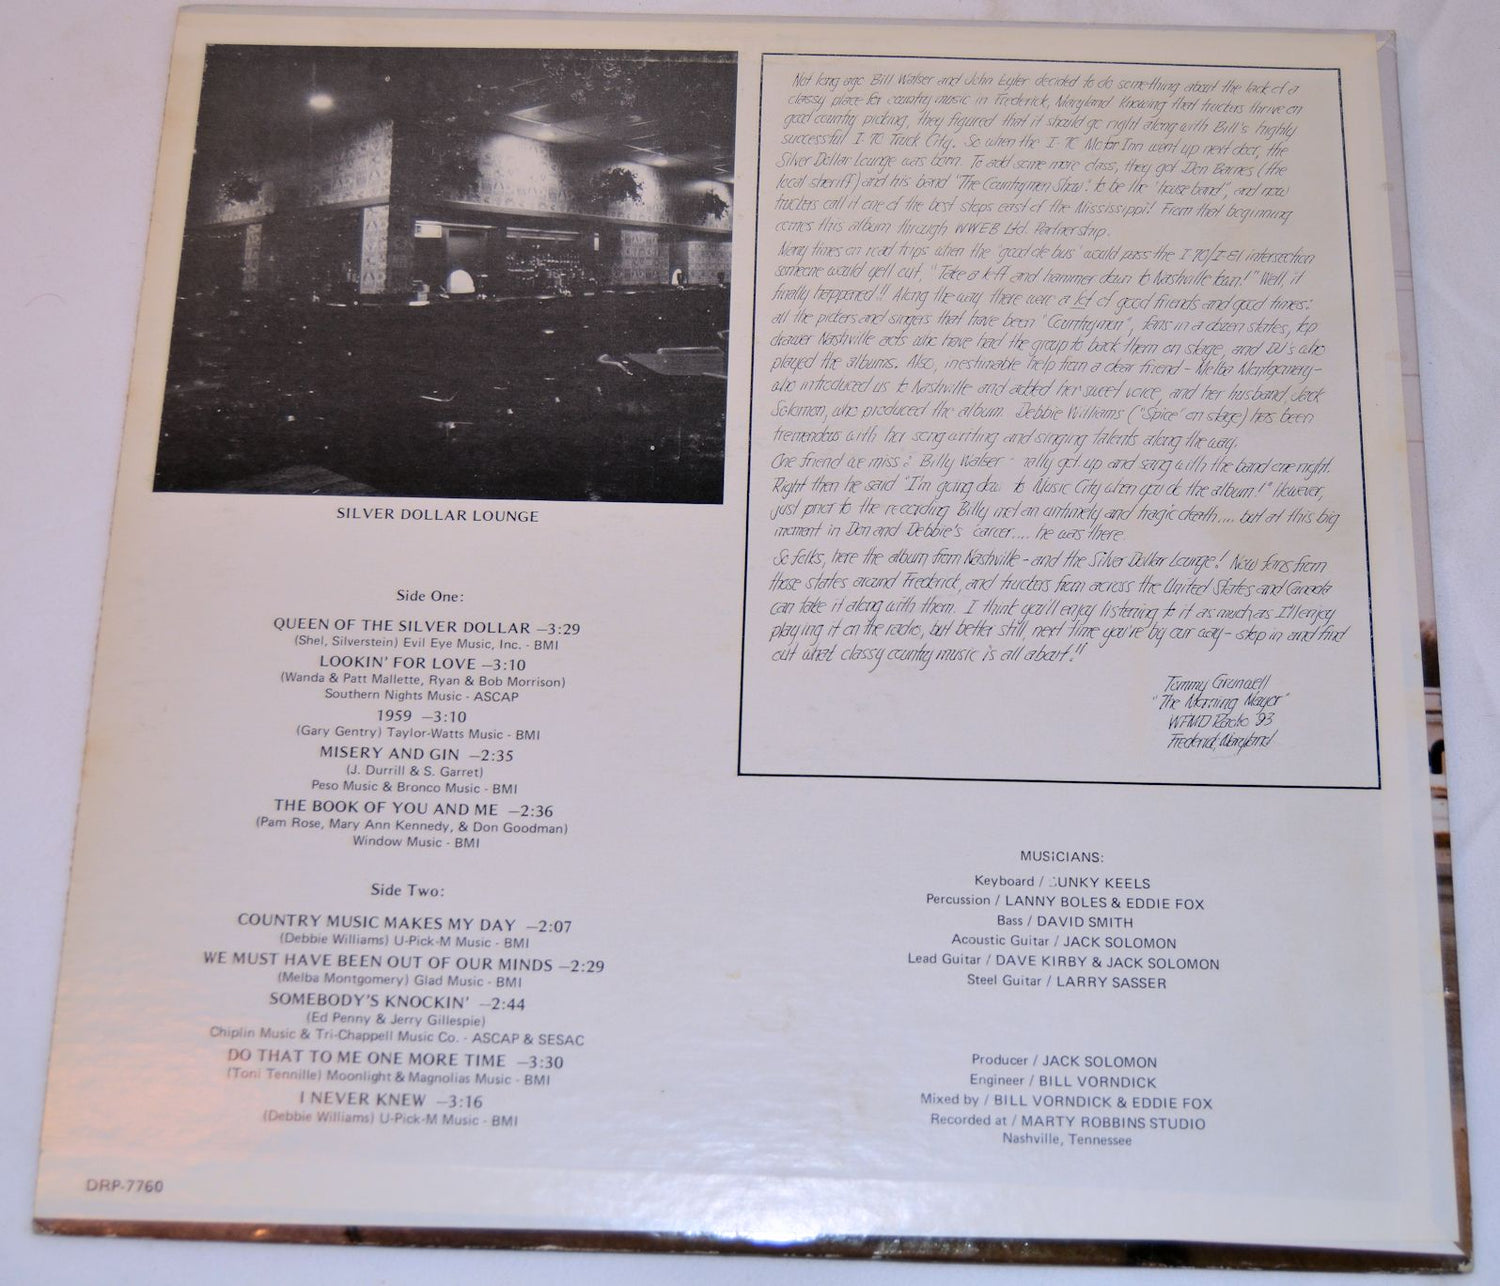 Not long ago Bill Walser and John Eyler decided to do something about the lack of a
classy place for country music in Frederick, Maryland. Knowing that truckers thrive on
good country picking, they figured that it should go right along with Bill's highly
successful I-70 Truck City. So when the I-70 Motor Inn went up next door, the
Silver Dollar Lounge was born. To add some more class, they got Don Barnes (the
local sheriff) and his band "The Countrymen Show" to be the "house band", and now
truckers call it one of the best stops east of the Mississippi! From that beginning
comes this album through WWEB Ltd. Partnership.
Many times on road trips when the "good ole bus" would pass the I-70/I-81 intersection
someone would yell out, "Take a left and hammer down to Nashville town!" Well, it
finally happened!! Along the way there were a lot of good friends and good times:
all the pickers and singers that have been "Countrymen", fans in a dozen states, top
drawer Nashville acts who have had the group to back them on stage, and DJ's who
played the albums. Also, inestimable help from a dear friend - Melba Montgomery -
who introduced us to Nashville and added her sweet voice, and her husband, Jack
Solomon, who produced the album. Debbie Williams ("Spice" on stage) has been
tremendous with her song writing and singing talents along the way.
One friend we miss: Billy Walser - rally got up and sang with the band one night.
Right then he said "I'm going down to Music City when you do the album!" However,
just prior to the recording Billy met an untimely and tragic death.... but at this big
moment in Don and Debbie's career.... he was there.
So folks, here the album from Nashville - and the Silver Dollar Lounge! Now fans from
those states around Frederick, and truckers from across the United States and Canada
can take it along with them. I think you'll enjoy listening to it as much as I'll enjoy
playing it on the radio, but better still, next time you're by our way - stop in and find
out what classy country music is all about!!
Tommy Grunwell
"The Morning Mayor"
WFMD Radio '93
Frederick, Maryland
SILVER DOLLAR LOUNGE
Side One:
QUEEN OF THE SILVER DOLLAR —3:29
(Shel, Silverstein) Evil Eye Music, Inc. - BMI
LOOKIN' FOR LOVE —3:10
(Wanda & Patt Mallette, Ryan & Bob Morrison)
Southern Nights Music - ASCAP
1959 —3:10
(Gary Gentry) Taylor-Watts Music - BMI
MISERY AND GIN —2:35
(J. Durrill & S. Garret)
Peso Music & Bronco Music - BMI
THE BOOK OF YOU AND ME —2:36
(Pam Rose, Mary Ann Kennedy, & Don Goodman)
Window Music - BMI
Side Two:
COUNTRY MUSIC MAKES MY DAY —2:07
(Debbie Williams) U-Pick-M Music - BMI
WE MUST HAVE BEEN OUT OF OUR MINDS —2:29
(Melba Montgomery) Glad Music - BMI
SOMEBODY'S KNOCKIN' —2:44
(Ed Penny & Jerry Gillespie)
Chiplin Music & Tri-Chappell Music Co. - ASCAP & SESAC
DO THAT TO ME ONE MORE TIME —3:30
(Toni Tennille) Moonlight & Magnolias Music - BMI
I NEVER KNEW —3:16
(Debbie Williams) U-Pick-M Music - BMI
DRP-7760
MUSICIANS:
Keyboard / KEELS
Percussion / LANNY BOLES & EDDIE FOX
Bass / DAVID SMITH
Acoustic Guitar / JACK SOLOMON
Lead Guitar / DAVE KIRBY & JACK SOLOMON
Steel Guitar / LARRY SASSER
Producer / JACK SOLOMON
Engineer / BILL VORNDICK
Mixed by / BILL VORNDICK & EDDIE FOX
Recorded at / MARTY ROBBINS STUDIO
Nashville, Tennessee